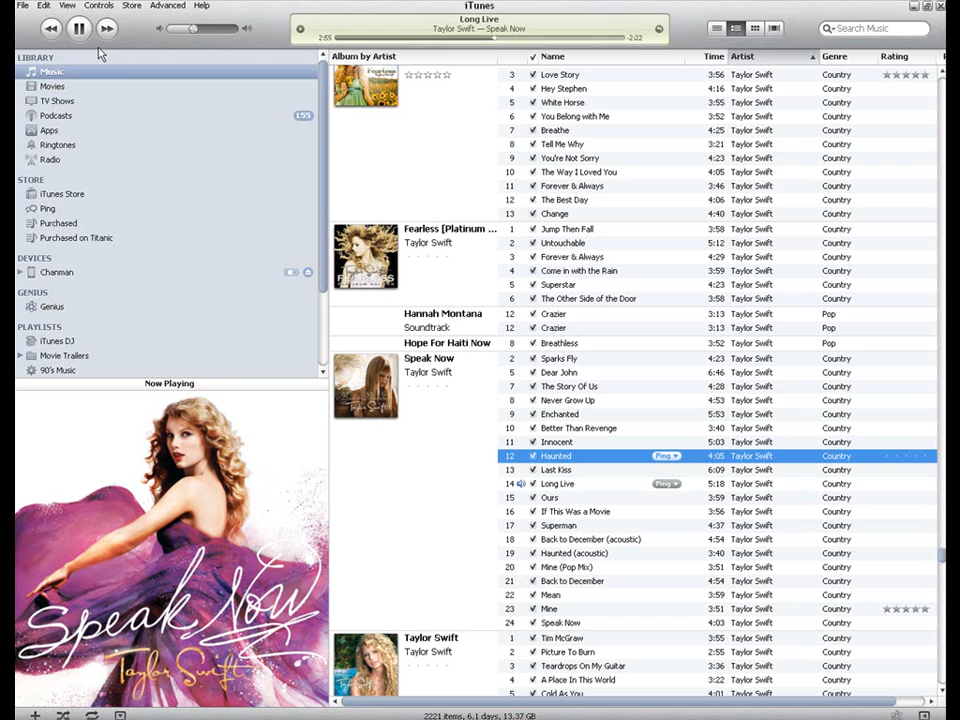 File Edit View Controls Store Advanced Help
iTunes
Long Live
Taylor Swift — Speak Now
2:55 -2:22
Search Music
LIBRARY
Music
Movies
TV Shows
Podcasts 155
Apps
Ringtones
Radio
STORE
iTunes Store
Ping
Purchased
Purchased on Titanic
DEVICES
Chanman
GENIUS
Genius
PLAYLISTS
iTunes DJ
Movie Trailers
90's Music
Now Playing
Speak Now
Taylor Swift
Album by Artist Name Time Artist Genre Rating
3 Love Story 3:56 Taylor Swift Country
4 Hey Stephen 4:16 Taylor Swift Country
5 White Horse 3:55 Taylor Swift Country
6 You Belong with Me 3:52 Taylor Swift Country
7 Breathe 4:25 Taylor Swift Country
8 Tell Me Why 3:21 Taylor Swift Country
9 You're Not Sorry 4:23 Taylor Swift Country
10 The Way I Loved You 4:05 Taylor Swift Country
11 Forever & Always 3:46 Taylor Swift Country
12 The Best Day 4:06 Taylor Swift Country
13 Change 4:40 Taylor Swift Country
Fearless [Platinum ... 1 Jump Then Fall 3:58 Taylor Swift Country
Taylor Swift 2 Untouchable 5:12 Taylor Swift Country
3 Forever & Always 4:29 Taylor Swift Country
4 Come in with the Rain 3:59 Taylor Swift Country
5 Superstar 4:23 Taylor Swift Country
6 The Other Side of the Door 3:58 Taylor Swift Country
Hannah Montana 12 Crazier 3:13 Taylor Swift Pop
Soundtrack 12 Crazier 3:13 Taylor Swift Country
Hope For Haiti Now 8 Breathless 3:43 Taylor Swift Pop
Speak Now 2 Sparks Fly 4:23 Taylor Swift Country
Taylor Swift 5 Dear John 6:46 Taylor Swift Country
7 The Story Of Us 4:28 Taylor Swift Country
8 Never Grow Up 4:53 Taylor Swift Country
9 Enchanted 5:53 Taylor Swift Country
10 Better Than Revenge 3:40 Taylor Swift Country
11 Innocent 5:03 Taylor Swift Country
12 Haunted Ping 4:05 Taylor Swift Country
13 Last Kiss 6:09 Taylor Swift Country
14 Long Live Ping 5:18 Taylor Swift Country
15 Ours 3:59 Taylor Swift Country
16 If This Was a Movie 3:56 Taylor Swift Country
17 Superman 4:37 Taylor Swift Country
18 Back to December (acoustic) 4:54 Taylor Swift Country
19 Haunted (acoustic) 3:40 Taylor Swift Country
20 Mine (Pop Mix) 3:51 Taylor Swift Country
21 Back to December 4:54 Taylor Swift Country
22 Mean 3:59 Taylor Swift Country
23 Mine 3:51 Taylor Swift Country
24 Speak Now 4:03 Taylor Swift Country
Taylor Swift 1 Tim McGraw 3:55 Taylor Swift Country
Taylor Swift 2 Picture To Burn 2:55 Taylor Swift Country
3 Teardrops On My Guitar 3:36 Taylor Swift Country
4 A Place In This World 3:22 Taylor Swift Country
5 Cold As You 4:01 Taylor Swift Country
2221 items, 6.1 days, 13.37 GB